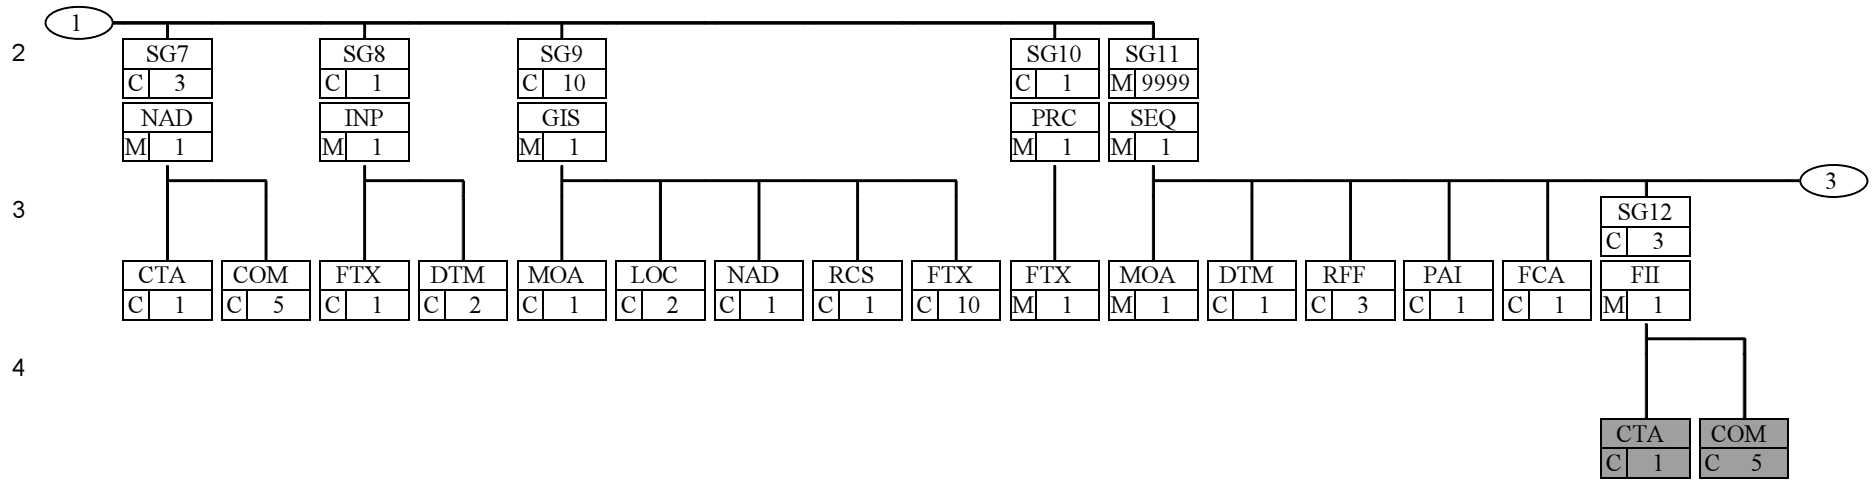 1
2
SG7 SG8 SG9 SG10 SG11
C 3 C 1 C 10 C 1 M 9999
NAD INP GIS PRC SEQ
M 1 M 1 M 1 M 1 M 1
3
3
SG12
C 3
CTA COM FTX DTM MOA LOC NAD RCS FTX FTX MOA DTM RFF PAI FCA FII
C 1 C 5 C 1 C 2 C 1 C 2 C 1 C 1 C 10 M 1 M 1 C 1 C 3 C 1 C 1 M 1
4
CTA COM
C 1 C 5